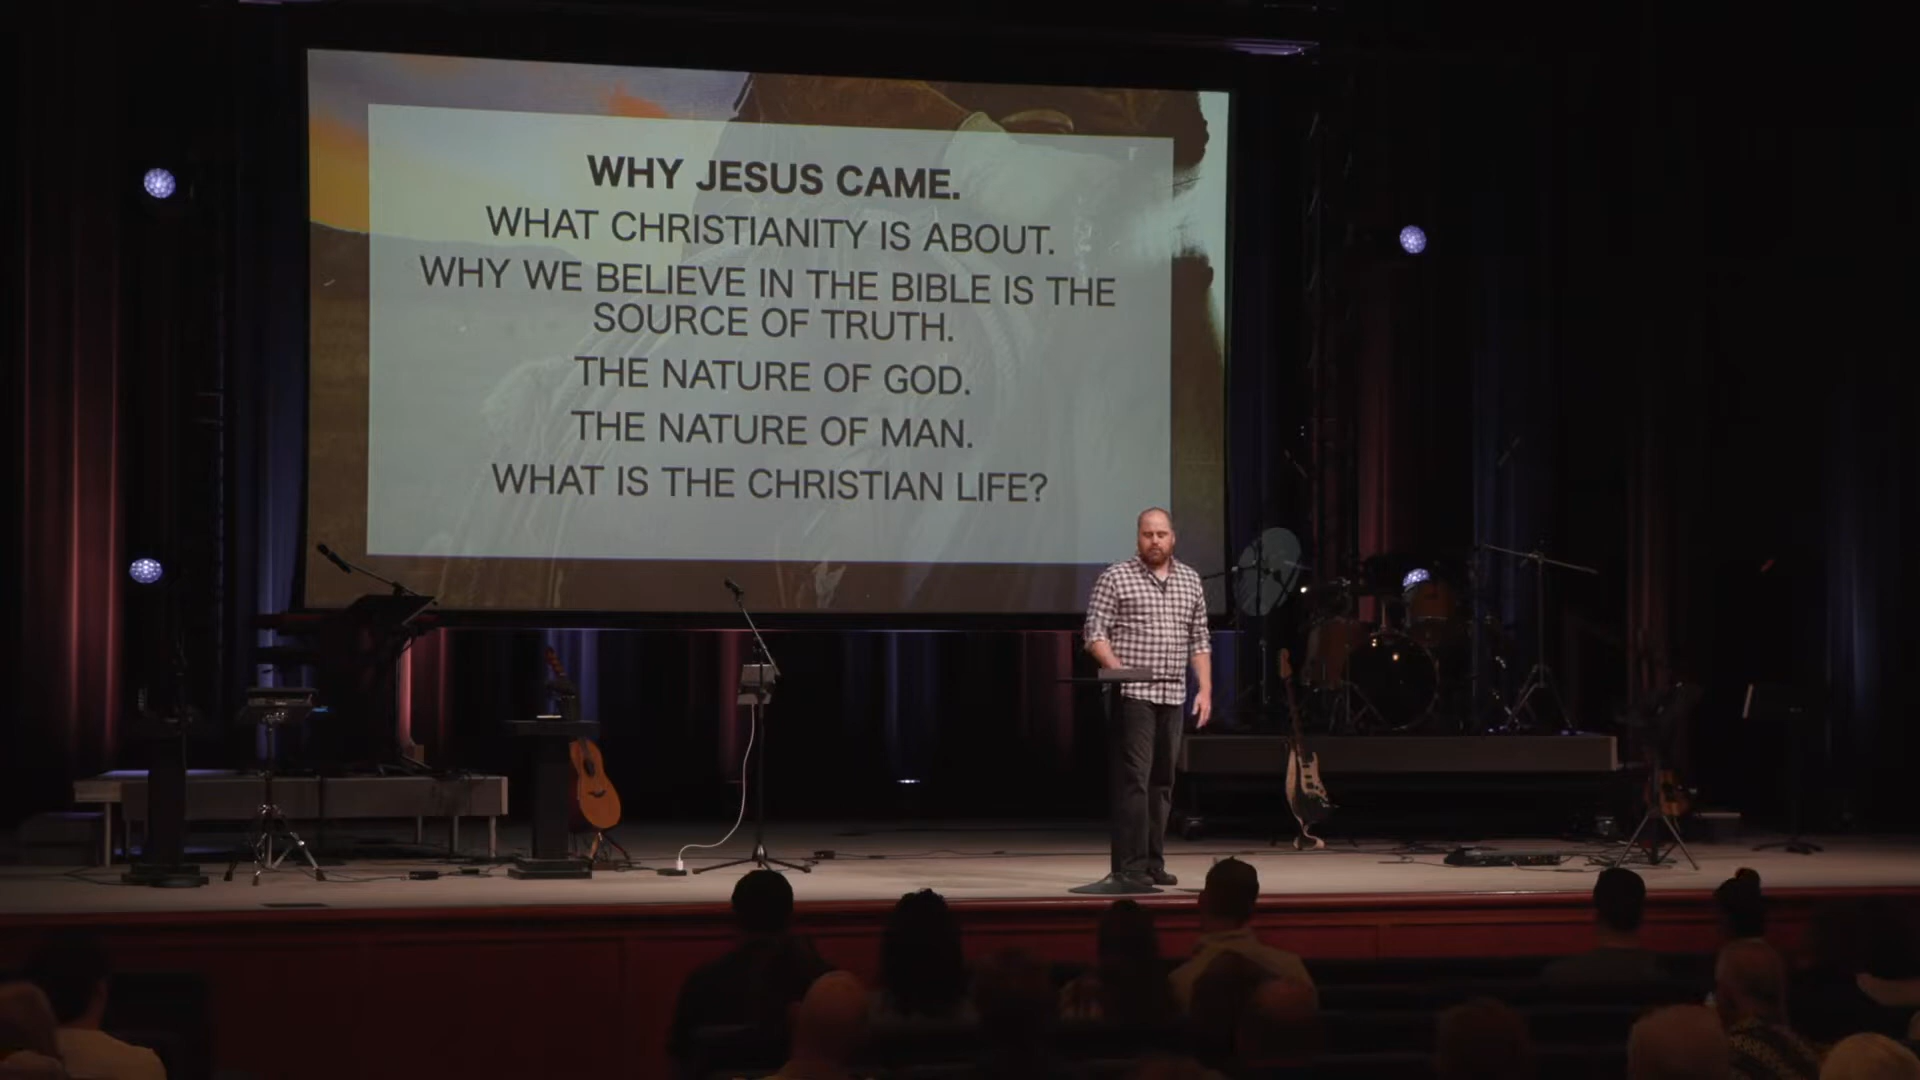 WHY JESUS CAME.
WHAT CHRISTIANITY IS ABOUT.
WHY WE BELIEVE IN THE BIBLE IS THE
SOURCE OF TRUTH.
THE NATURE OF GOD.
THE NATURE OF MAN.
WHAT IS THE CHRISTIAN LIFE?